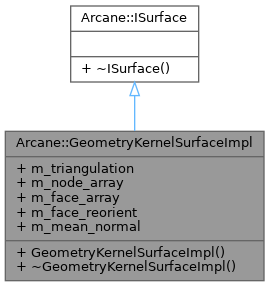 Arcane::ISurface
+ ~ISurface()
Arcane::GeometryKernelSurfaceImpl
+ m_triangulation
+ m_node_array
+ m_face_array
+ m_face_reorient
+ m_mean_normal
+ GeometryKernelSurfaceImpl()
+ ~GeometryKernelSurfaceImpl()